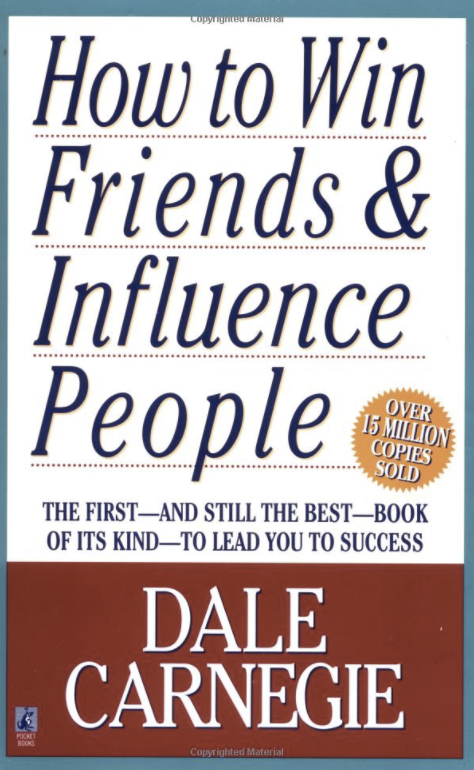 Copyrighted Material
How to Win
Friends &
Influence
People
OVER
15 MILLION
COPIES
SOLD
THE FIRST—AND STILL THE BEST—BOOK
OF ITS KIND—TO LEAD YOU TO SUCCESS
DALE
CARNEGIE
POCKET
BOOKS
Copyrighted Material